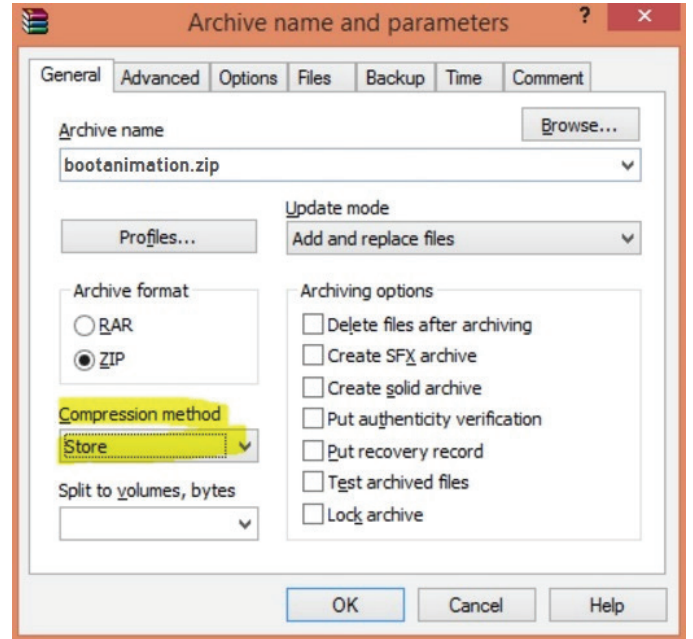 Archive name and parameters
?
×
General Advanced Options Files Backup Time Comment
Archive name
Browse...
bootanimation.zip
Profiles...
Update mode
Add and replace files
Archive format
RAR
ZIP
Compression method
Store
Split to volumes, bytes
Archiving options
Delete files after archiving
Create SFX archive
Create solid archive
Put authenticity verification
Put recovery record
Test archived files
Lock archive
OK Cancel Help